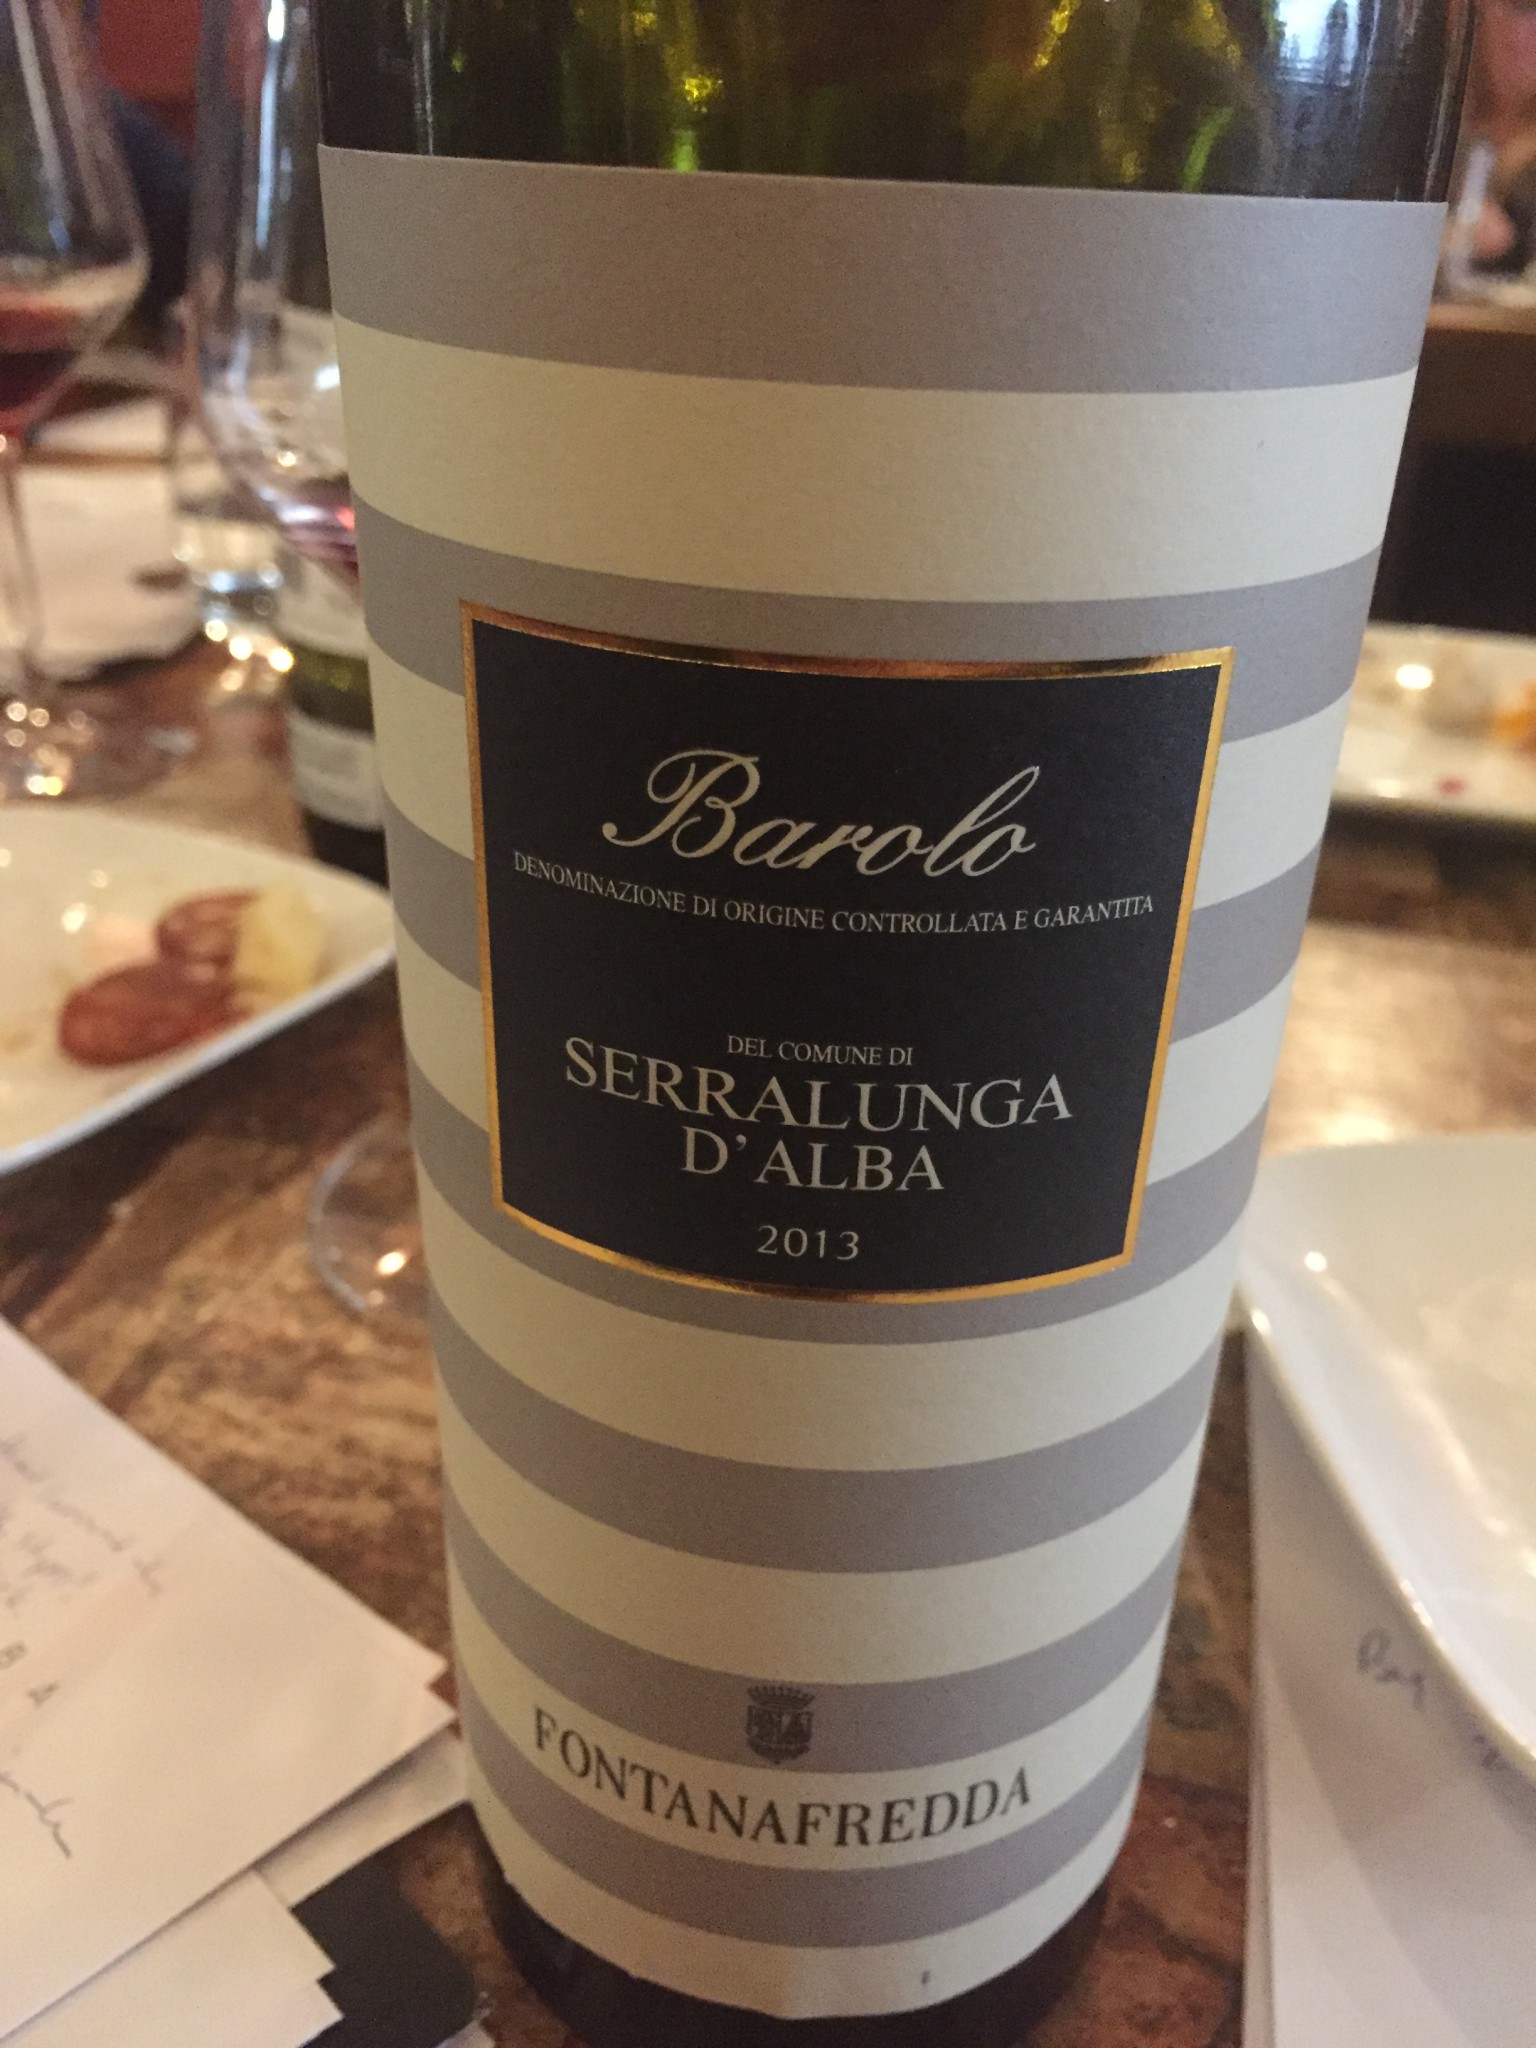 Barolo
DENOMINAZIONE DI ORIGINE CONTROLLATA E GARANTITA
DEL COMUNE DI
SERRALUNGA
D'ALBA
2013
FONTANAFREDDA